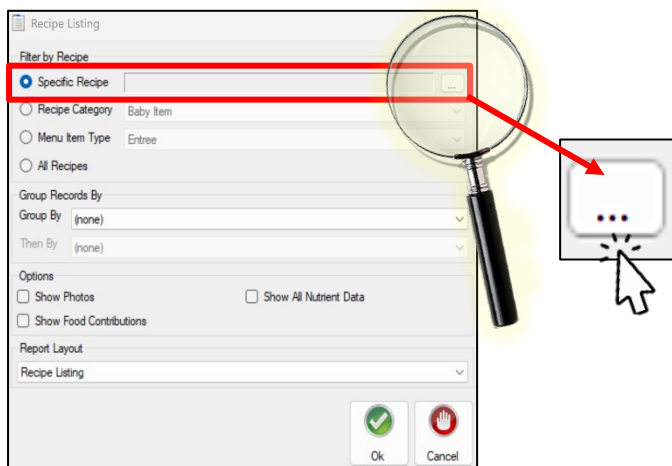 Recipe Listing
Filter by Recipe
Specific Recipe ...
Recipe Category Baby Item
Menu Item Type Entree
All Recipes
Group Records By
Group By (none)
Then By (none)
Options
Show Photos Show All Nutrient Data
Show Food Contributions
Report Layout
Recipe Listing
Ok Cancel
...